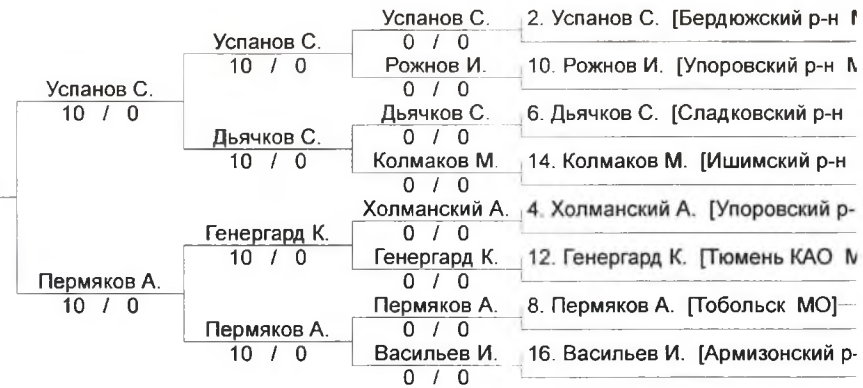 Успанов С. 2. Успанов С. [Бердюжский р-н
Успанов С. 0 / 0
10 / 0 Рожнов И. 10. Рожнов И. [Упоровский р-н
Успанов С. 0 / 0
10 / 0 Дьячков С. 6. Дьячков С. [Сладковский р-н
Дьячков С. 0 / 0
10 / 0 Колмаков М. 14. Колмаков М. [Ишимский р-н
0 / 0
Холманский А. 4. Холманский А. [Упоровский р-
Генергард К. 0 / 0
10 / 0 Генергард К. 12. Генергард К. [Тюмень КАО
Пермяков А. 0 / 0
10 / 0 Пермяков А. 8. Пермяков А. [Тобольск МО]
Пермяков А. 0 / 0
10 / 0 Васильев И. 16. Васильев И. [Армизонский р-
0 / 0